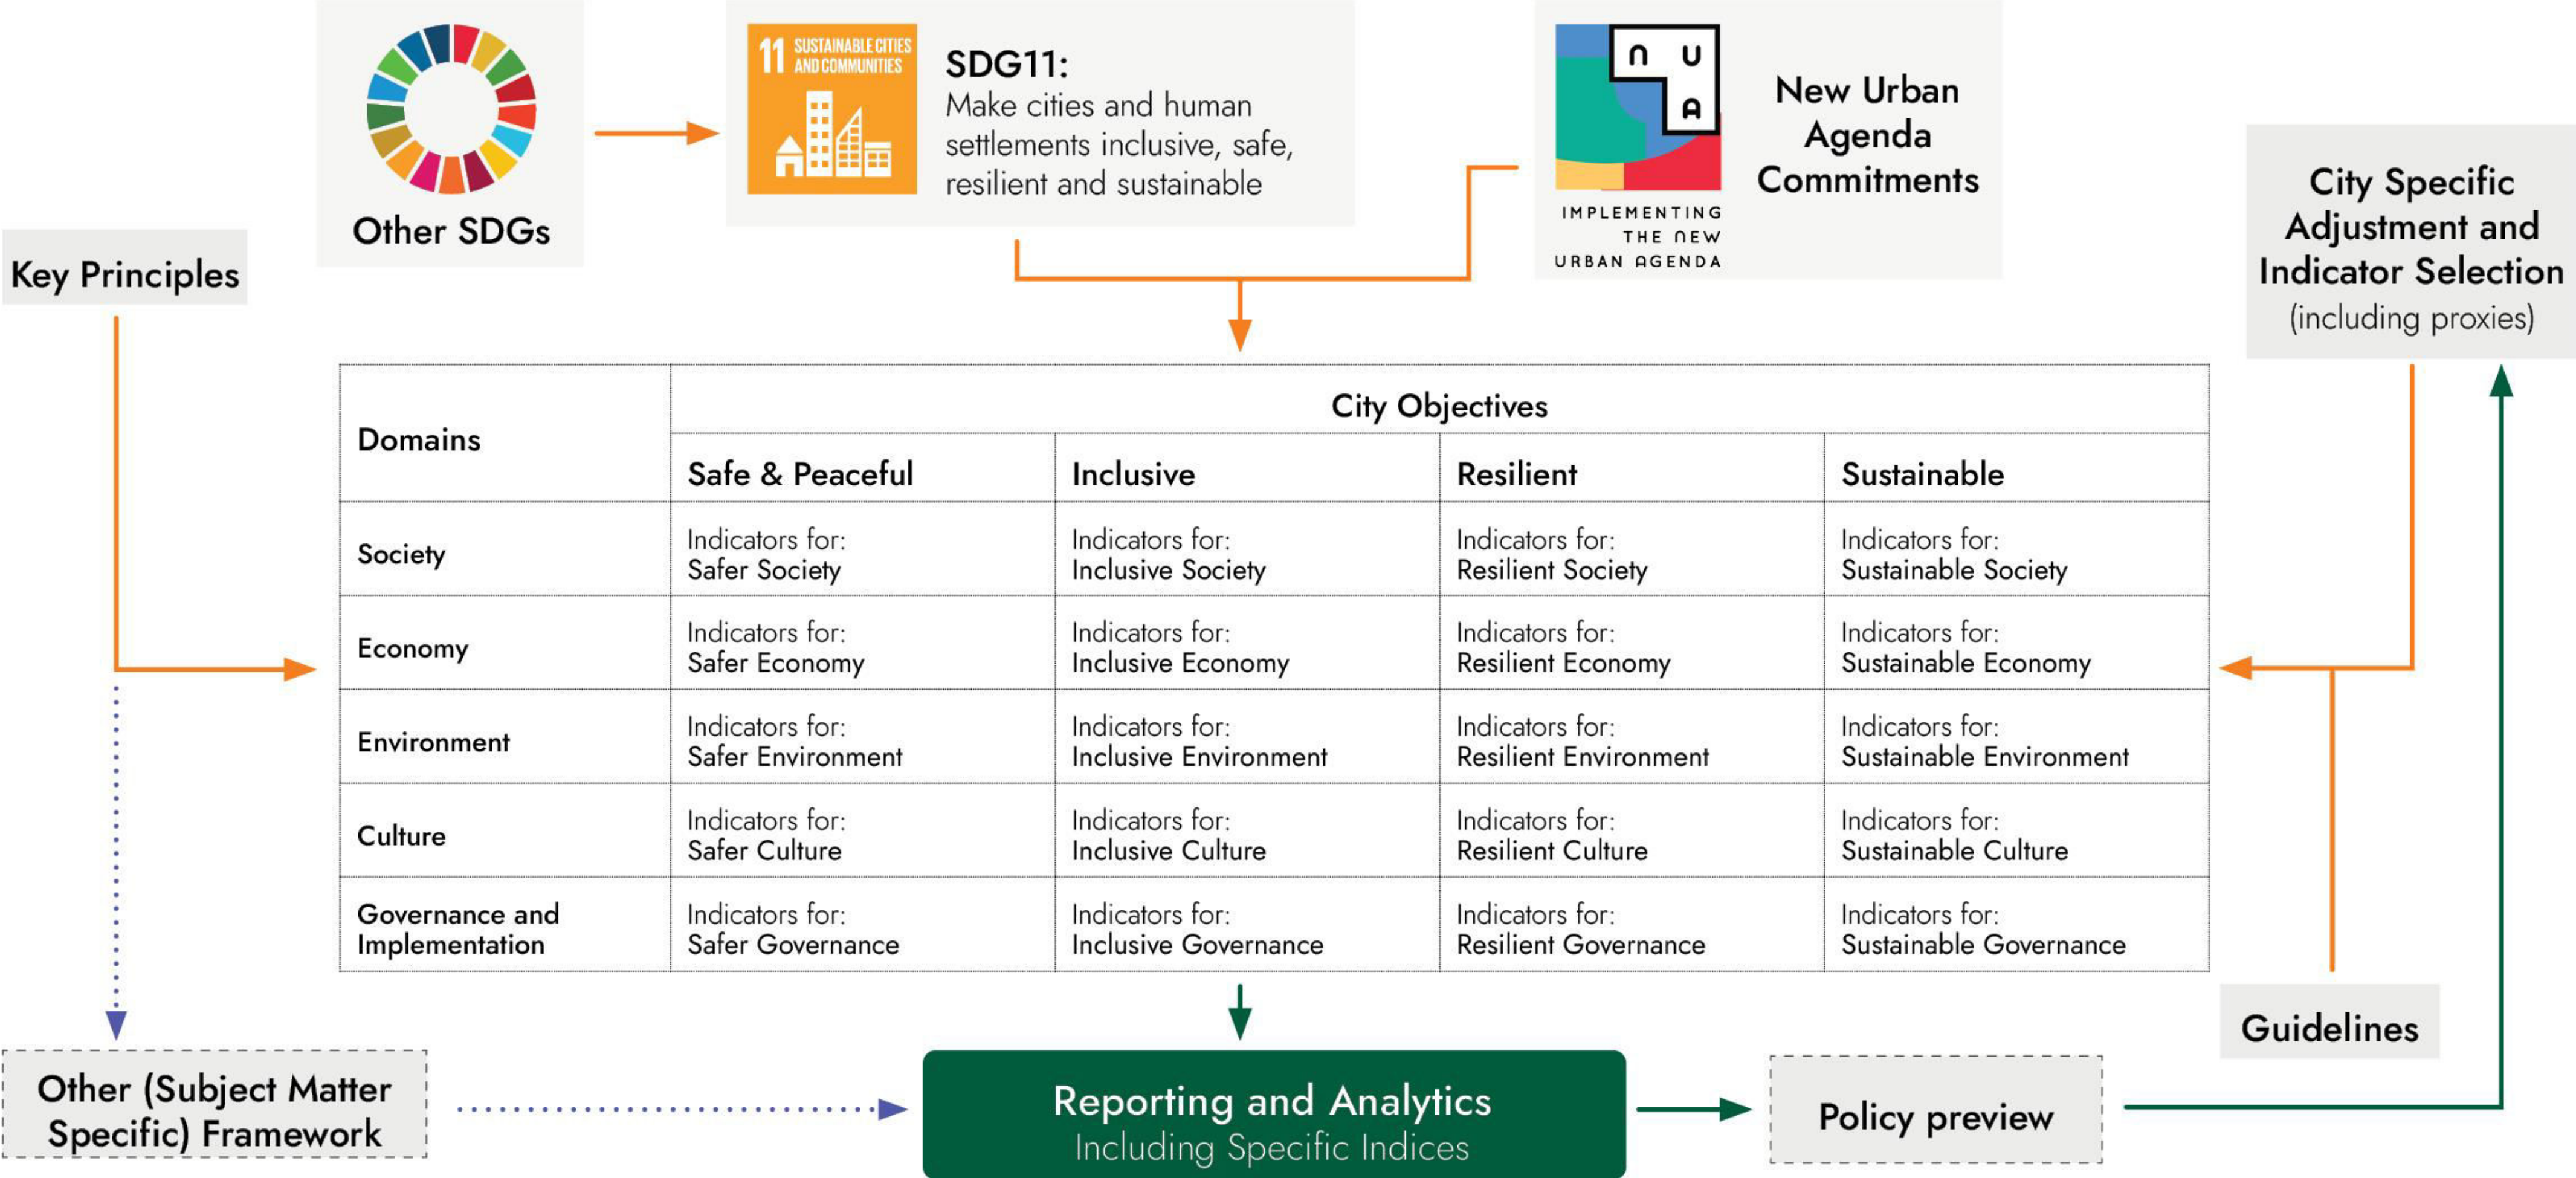 11 SUSTAINABLE CITIES
AND COMMUNITIES
SDG11:
Make cities and human
settlements inclusive, safe,
resilient and sustainable
Other SDGs
n U
A
IMPLEMENTING
THE NEW
URBAN AGENDA
New Urban
Agenda
Commitments
City Specific
Adjustment and
Indicator Selection
(including proxies)
Key Principles
Domains
City Objectives
Safe & Peaceful
Inclusive
Resilient
Sustainable
Society
Indicators for:
Safer Society
Indicators for:
Inclusive Society
Indicators for:
Resilient Society
Indicators for:
Sustainable Society
Economy
Indicators for:
Safer Economy
Indicators for:
Inclusive Economy
Indicators for:
Resilient Economy
Indicators for:
Sustainable Economy
Environment
Indicators for:
Safer Environment
Indicators for:
Inclusive Environment
Indicators for:
Resilient Environment
Indicators for:
Sustainable Environment
Culture
Indicators for:
Safer Culture
Indicators for:
Inclusive Culture
Indicators for:
Resilient Culture
Indicators for:
Sustainable Culture
Governance and
Implementation
Indicators for:
Safer Governance
Indicators for:
Inclusive Governance
Indicators for:
Resilient Governance
Indicators for:
Sustainable Governance
Guidelines
Other (Subject Matter
Specific) Framework
Reporting and Analytics
Including Specific Indices
Policy preview